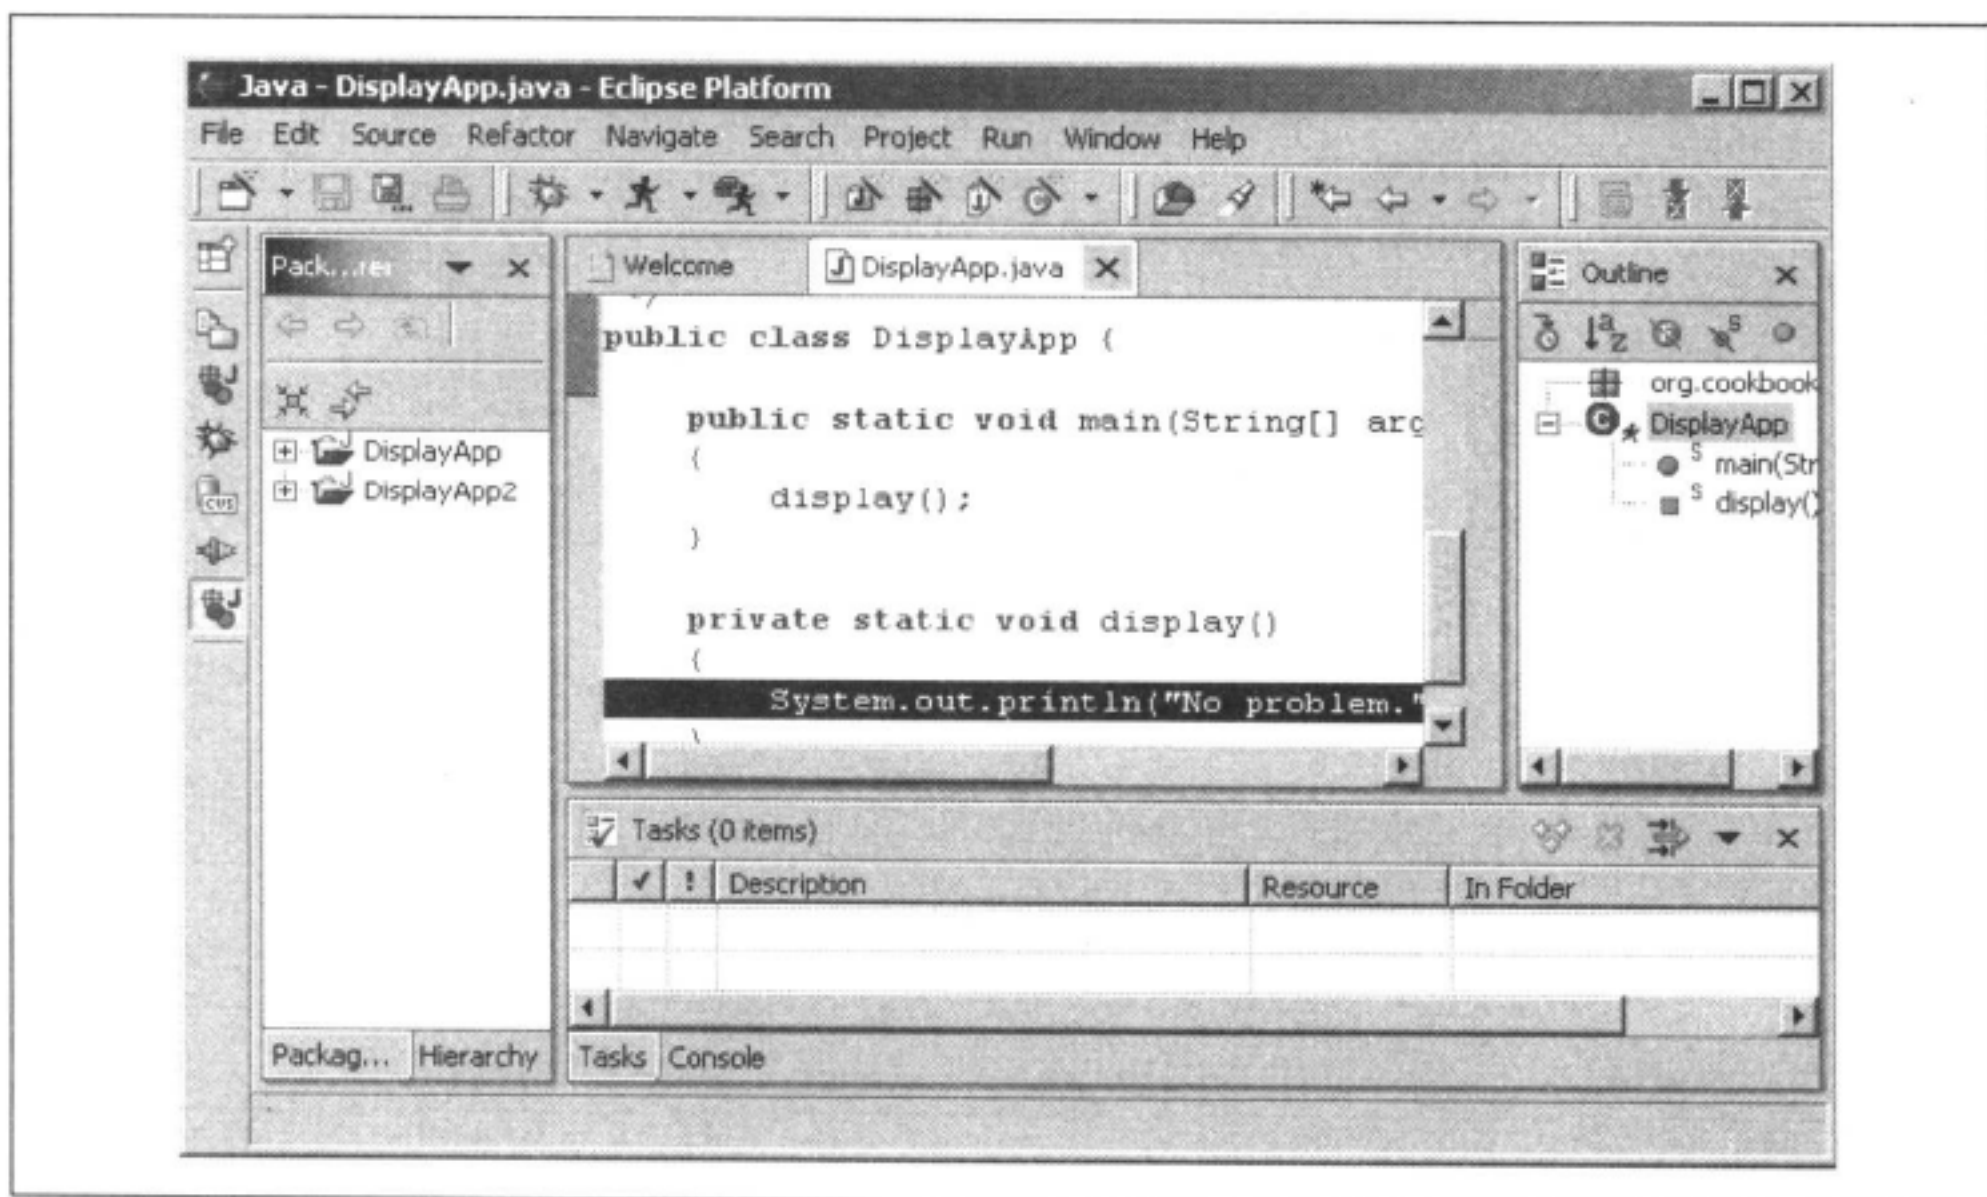 Java - DisplayApp.java - Eclipse Platform
File Edit Source Refactor Navigate Search Project Run Window Help
Pack...rer
Welcome
DisplayApp.java
Outline
DisplayApp
DisplayApp2
*/
public class DisplayApp {
public static void main(String[] arg
{
display();
}
private static void display()
{
System.out.println("No problem."
}
org.cookbook
DisplayApp
main(Str
display()
Tasks (0 items)
! Description Resource In Folder
Packag... Hierarchy
Tasks Console